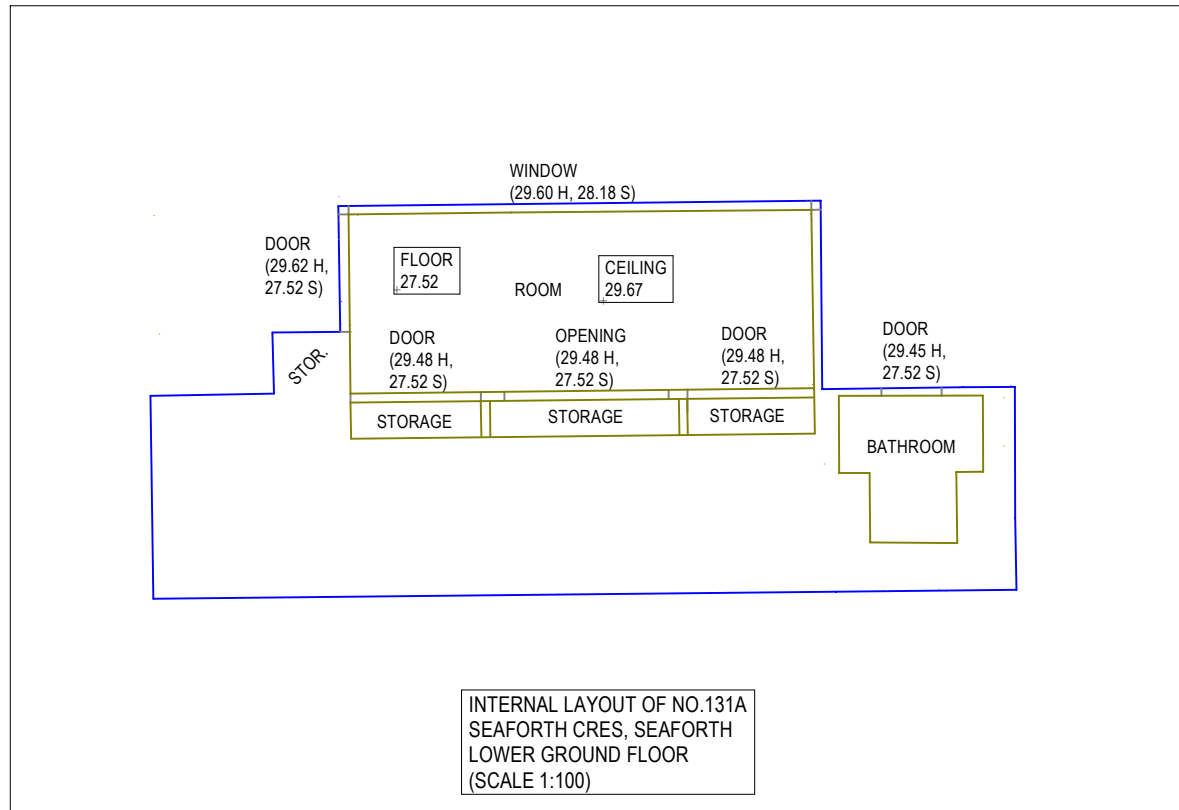 WINDOW
(29.60 H, 28.18 S)
DOOR
(29.62 H,
27.52 S)
FLOOR
27.52
CEILING
29.67
ROOM
STOR.
DOOR
(29.48 H,
27.52 S)
OPENING
(29.48 H,
27.52 S)
DOOR
(29.48 H,
27.52 S)
DOOR
(29.45 H,
27.52 S)
STORAGE
STORAGE
STORAGE
BATHROOM
INTERNAL LAYOUT OF NO.131A
SEAFORTH CRES, SEAFORTH
LOWER GROUND FLOOR
(SCALE 1:100)